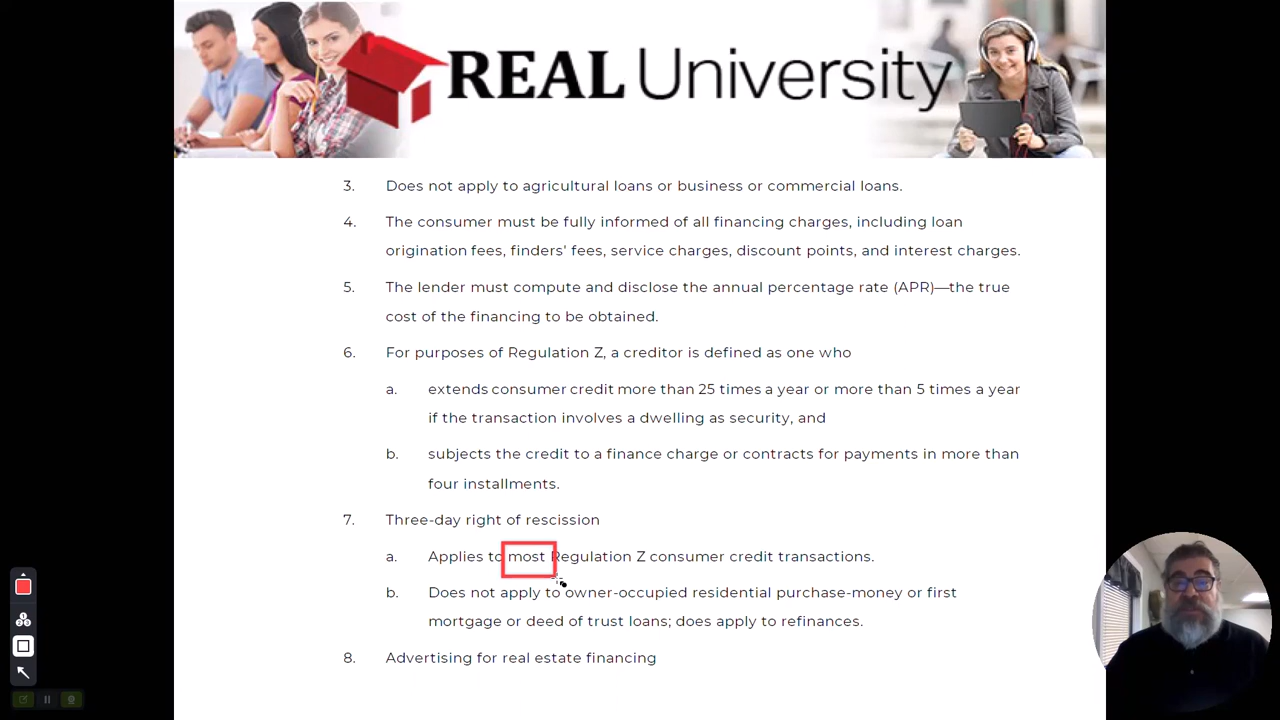 REAL University
3. Does not apply to agricultural loans or business or commercial loans.
4. The consumer must be fully informed of all financing charges, including loan
origination fees, finders' fees, service charges, discount points, and interest charges.
5. The lender must compute and disclose the annual percentage rate (APR)—the true
cost of the financing to be obtained.
6. For purposes of Regulation Z, a creditor is defined as one who
a. extends consumer credit more than 25 times a year or more than 5 times a year
if the transaction involves a dwelling as security, and
b. subjects the credit to a finance charge or contracts for payments in more than
four installments.
7. Three-day right of rescission
a. Applies to most Regulation Z consumer credit transactions.
b. Does not apply to owner-occupied residential purchase-money or first
mortgage or deed of trust loans; does apply to refinances.
8. Advertising for real estate financing